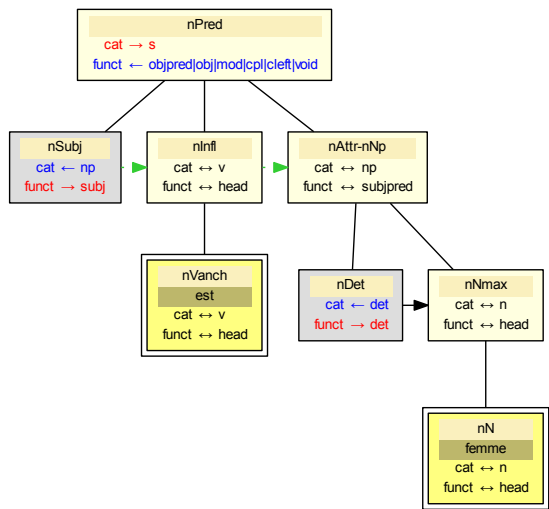 nPred
cat → s
funct ← objpred|obj|mod|cpl|cleft|void
nSubj
cat ← np
funct → subj
nInfl
cat ↔ v
funct ↔ head
nAttr-nNp
cat ↔ np
funct ↔ subjpred
nVanch
est
cat ↔ v
funct ↔ head
nDet
cat ← det
funct → det
nNmax
cat ↔ n
funct ↔ head
nN
femme
cat ↔ n
funct ↔ head